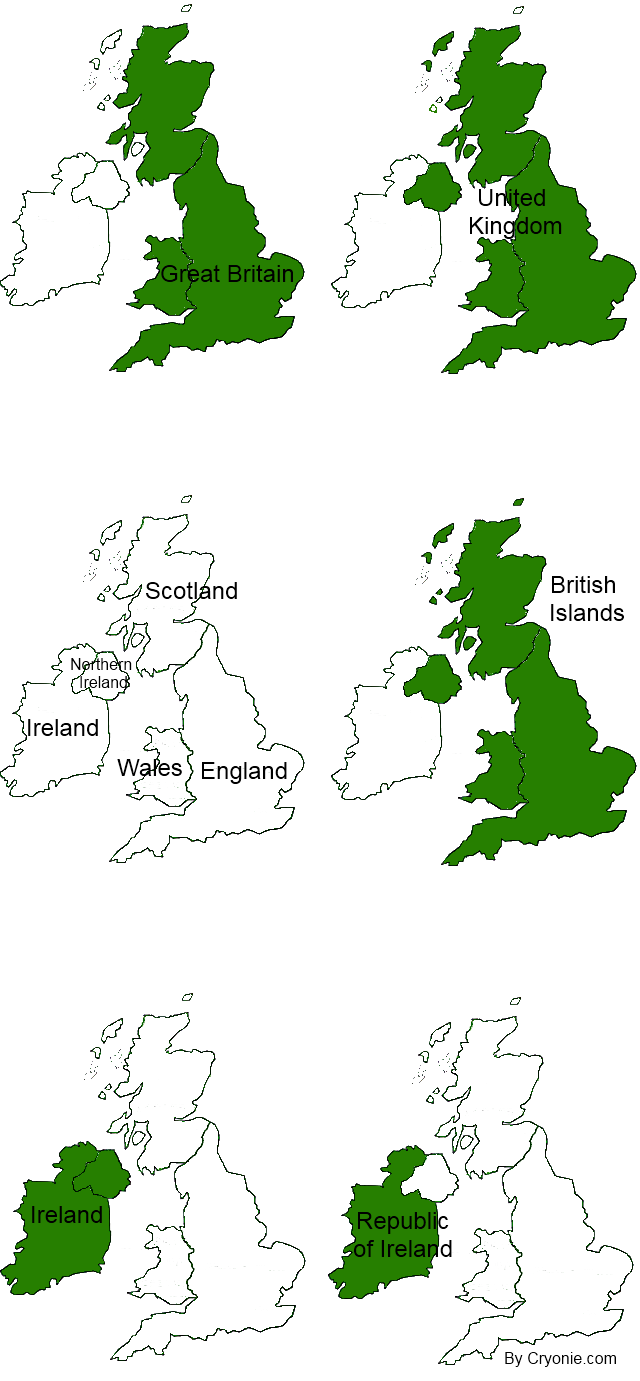 Great Britain
United
Kingdom
Scotland
Northern
Ireland
Ireland
Wales
England
British
Islands
Ireland
Republic
of Ireland
By Cryonie.com